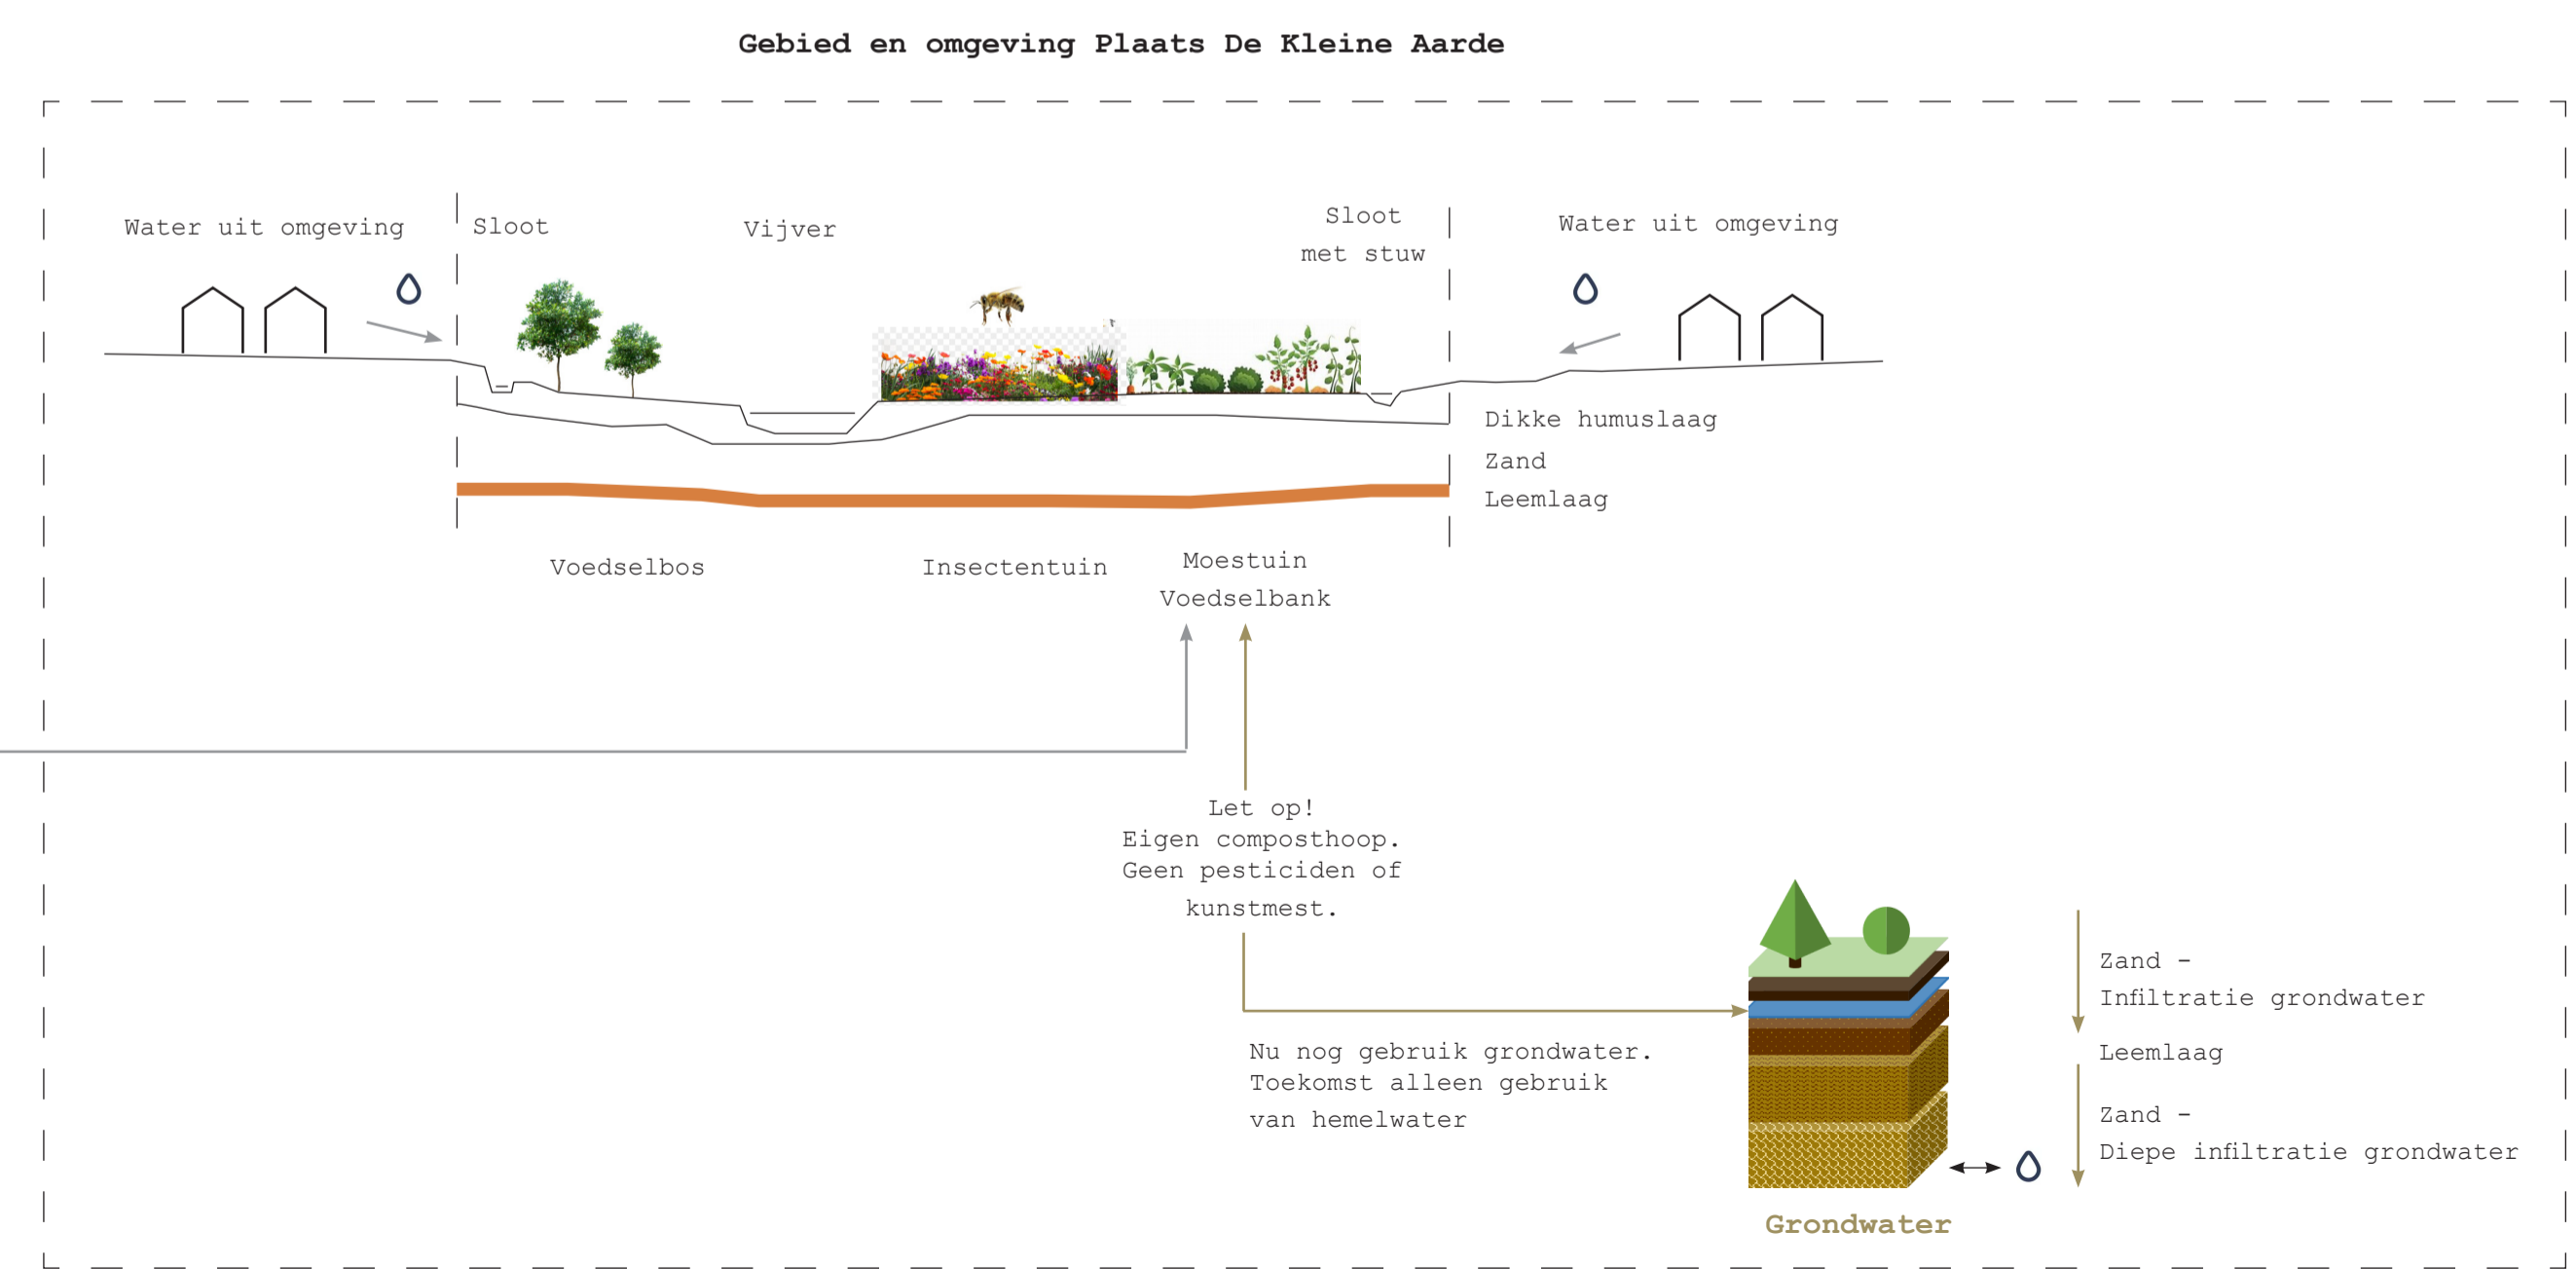 Gebied en omgeving Plaats De Kleine Aarde
Water uit omgeving
Sloot
Vijver
Sloot
met stuw
Water uit omgeving
Dikke humuslaag
Zand
Leemlaag
Voedselbos
Insectentuin
Moestuin
Voedselbank
Let op!
Eigen composthoop.
Geen pesticiden of
kunstmest.
Nu nog gebruik grondwater.
Toekomst alleen gebruik
van hemelwater
Zand -
Infiltratie grondwater
Leemlaag
Zand -
Diepe infiltratie grondwater
Grondwater